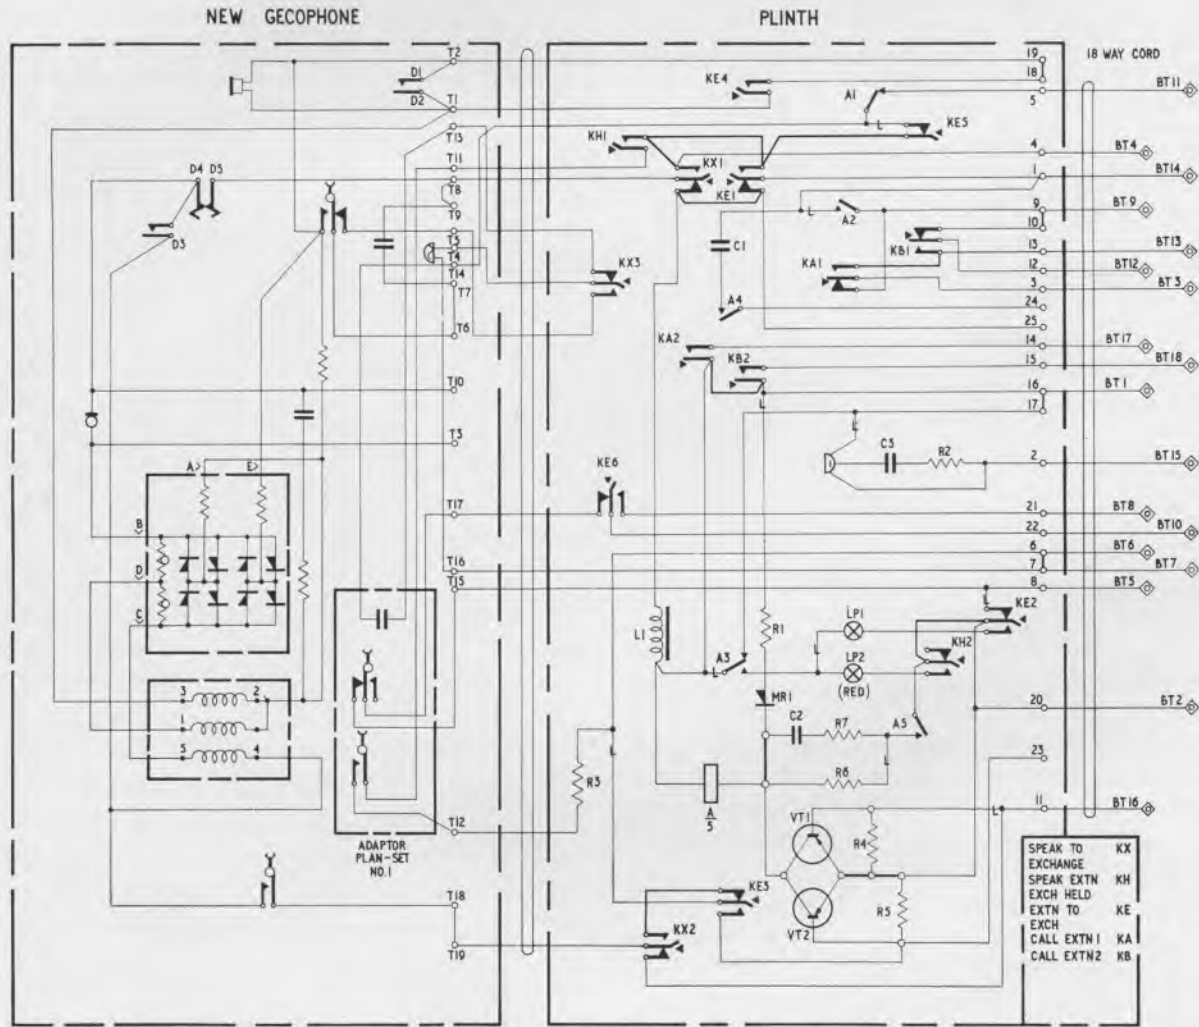 NEW GECOPHONE
PLINTH
18 WAY CORD
T2
D1
D2
T1
T13
T11
T8
T9
T5
T4
T14
T7
T6
T10
T3
T17
T16
T15
T12
T18
T19
D4 D5
D3
A
E
B
D
C
3 2
1
5 4
ADAPTOR
PLAN-SET
NO.1
KE4
A1
L
KE5
KH1
KX1
KE1
L
A2
C1
KB1
KA1
KX3
A4
KA2
KB2
L
L
C3
R2
KE6
L1
R1
LP1
L
KE2
A3
L
L
LP2
(RED)
KH2
MR1
C2
R7
A5
L
R6
R3
L
A
5
VT1
R4
L
VT2
R5
KE3
KX2
19
18
5
4
1
9
10
13
12
3
24
25
14
15
16
17
2
21
22
6
7
8
20
23
11
BT11
BT4
BT14
BT9
BT13
BT12
BT3
BT17
BT18
BT1
BT15
BT8
BT10
BT6
BT7
BT5
BT2
BT16
SPEAK TO KX
EXCHANGE
SPEAK EXTN KH
EXCH HELD
EXTN TO KE
EXCH
CALL EXTN1 KA
CALL EXTN2 KB